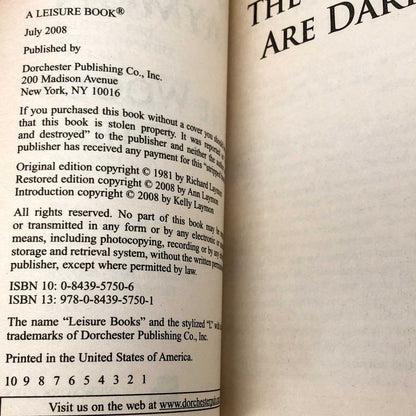 A LEISURE BOOK®
July 2008
Published by
Dorchester Publishing Co., Inc.
200 Madison Avenue
New York, NY 10016
If you purchased this book without a cover you should
that this book is stolen property. It was reported
and destroyed” to the publisher and neither the
publisher has received any payment for this “stripped
Original edition copyright © 1981 by Richard Laymon
Restored edition copyright © 2008 by Ann Laymon
Introduction copyright © 2008 by Kelly Laymon
All rights reserved. No part of this book may be
or transmitted in any form or by any electronic or
means, including photocopying, recording or by any
storage and retrieval system, without the written
publisher, except where permitted by law.
ISBN 10: 0-8439-5750-6
ISBN 13: 978-0-8439-5750-1
The name “Leisure Books” and the stylized “L”
trademarks of Dorchester Publishing Co., Inc.
Printed in the United States of America.
10 9 8 7 6 5 4 3 2 1
Visit us on the web at
THE
ARE DARK